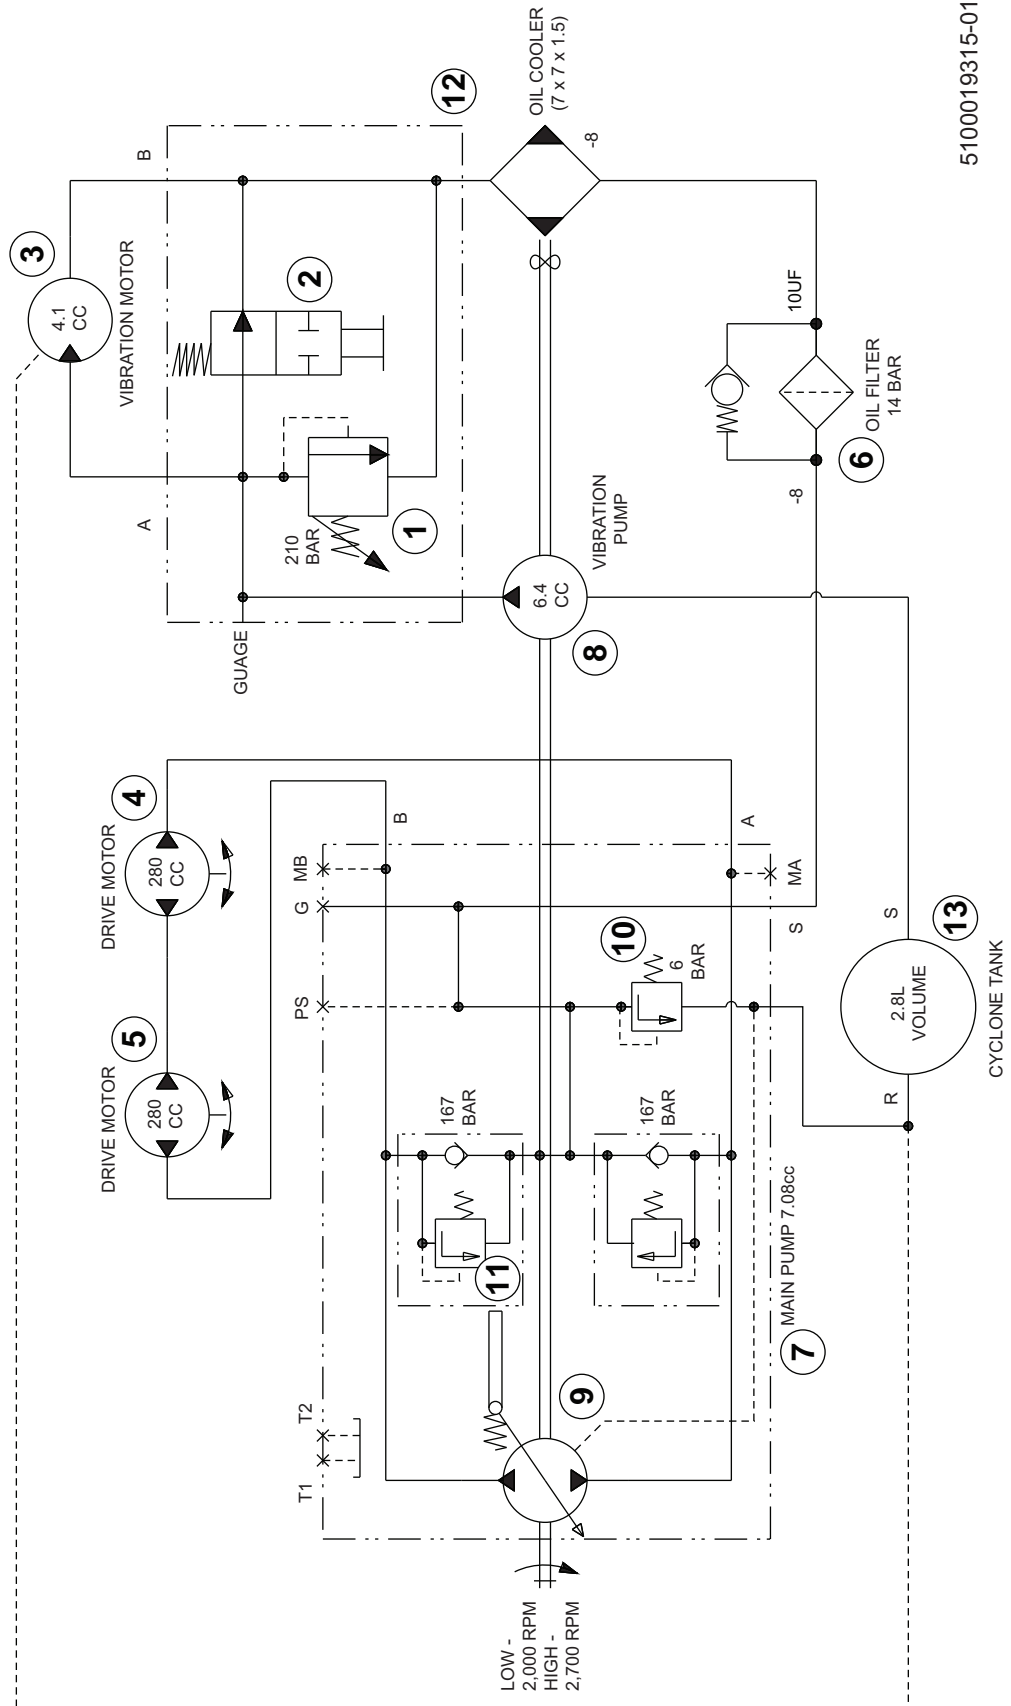 5100019315-01
3
4.1
CC
VIBRATION MOTOR
B
12
2
OIL COOLER
(7 x 7 x 1.5)
-8
A
210
BAR
1
GUAGE
6.4
CC
8
VIBRATION
PUMP
10UF
OIL FILTER
14 BAR
6
-8
4
DRIVE MOTOR
280
CC
5
DRIVE MOTOR
280
CC
MB
G
PS
B
A
MA
S
10
6
BAR
167
BAR
167
BAR
11
9
MAIN PUMP 7.08cc
7
T2
T1
S
13
2.8L
VOLUME
CYCLONE TANK
R
LOW -
2,000 RPM
HIGH -
2,700 RPM